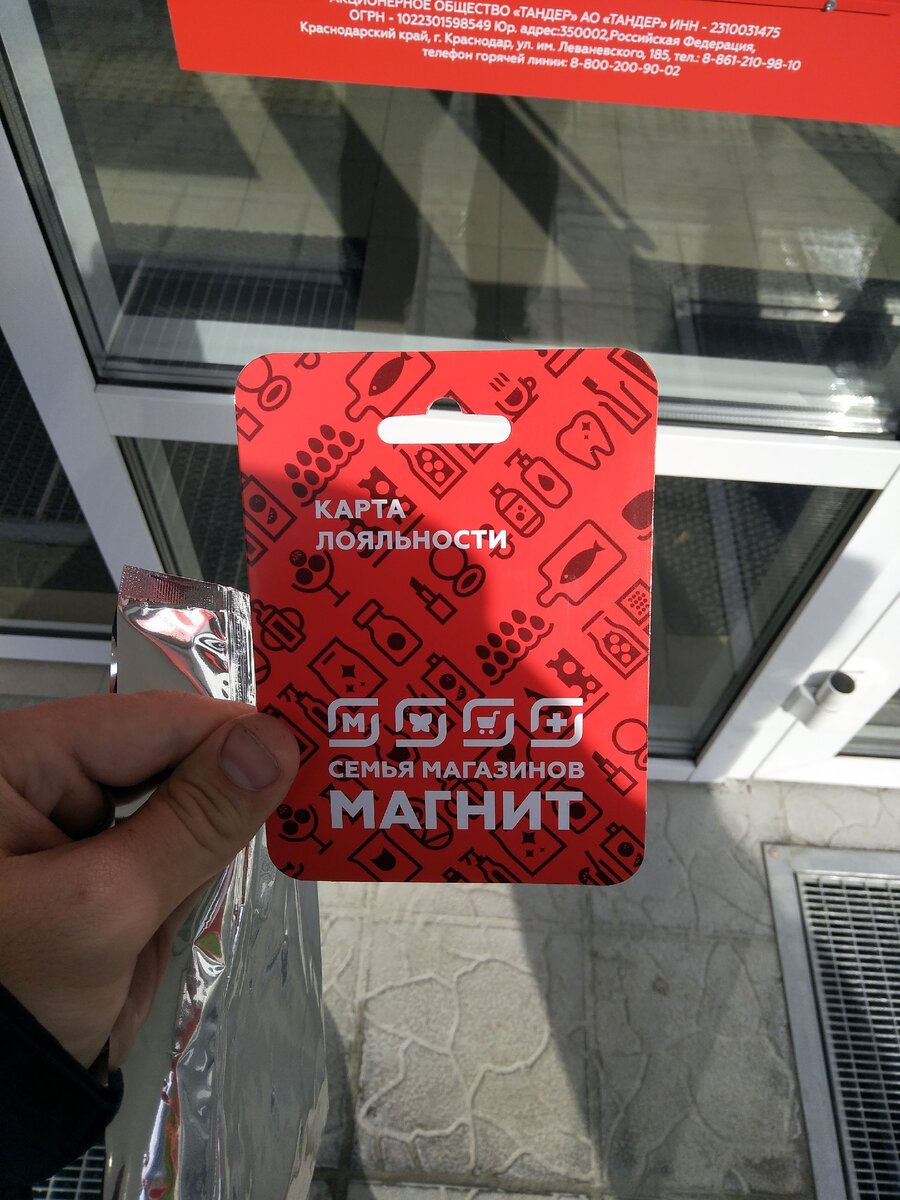 АКЦИОНЕРНОЕ ОБЩЕСТВО «ТАНДЕР» АО «ТАНДЕР» ИНН - 2310031475
ОГРН - 1022301598549 Юр. адрес:350002,Российская Федерация,
Краснодарский край, г. Краснодар, ул. им. Леваневского, 185, тел.: 8-861-210-98-10
телефон горячей линии: 8-800-200-90-02
КАРТА
ЛОЯЛЬНОСТИ
М
СЕМЬЯ МАГАЗИНОВ
МАГНИТ